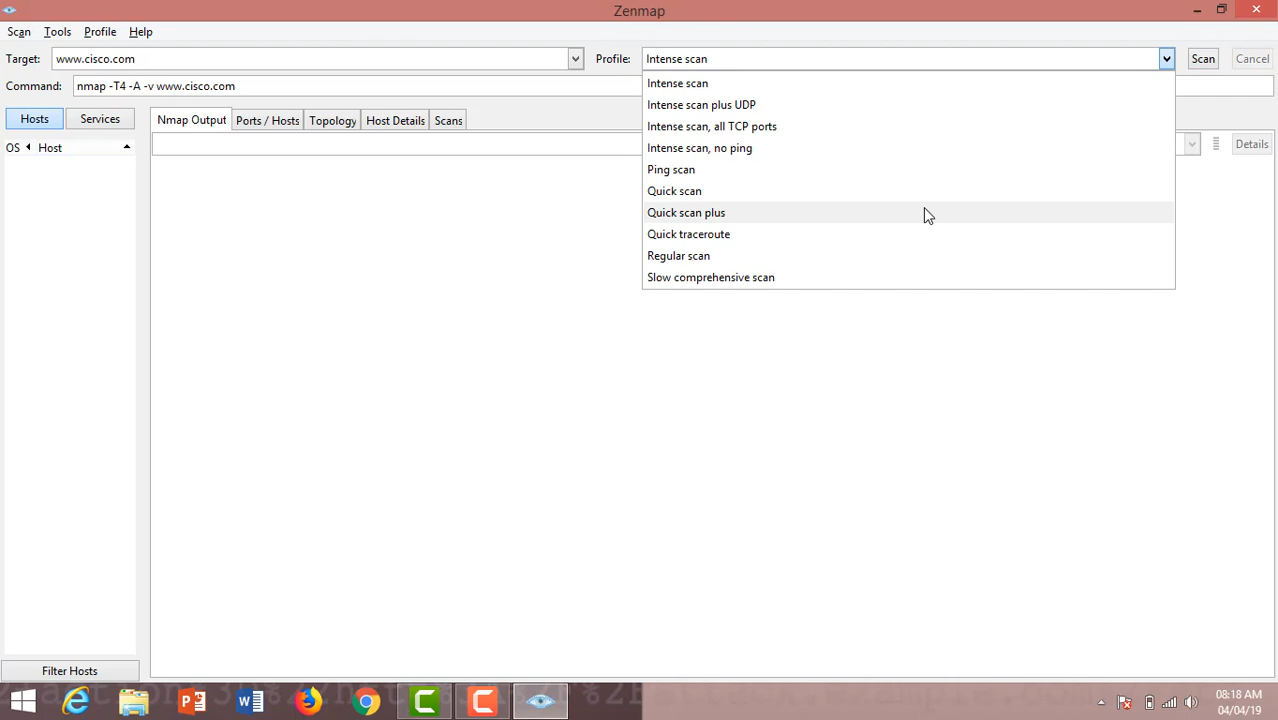 Zenmap
Scan Tools Profile Help
Target: www.cisco.com Profile: Intense scan Scan Cancel
Command: nmap -T4 -A -v www.cisco.com
Hosts Services Nmap Output Ports / Hosts Topology Host Details Scans
OS Host Details
Intense scan
Intense scan plus UDP
Intense scan, all TCP ports
Intense scan, no ping
Ping scan
Quick scan
Quick scan plus
Quick traceroute
Regular scan
Slow comprehensive scan
Filter Hosts
08:18 AM
04/04/19